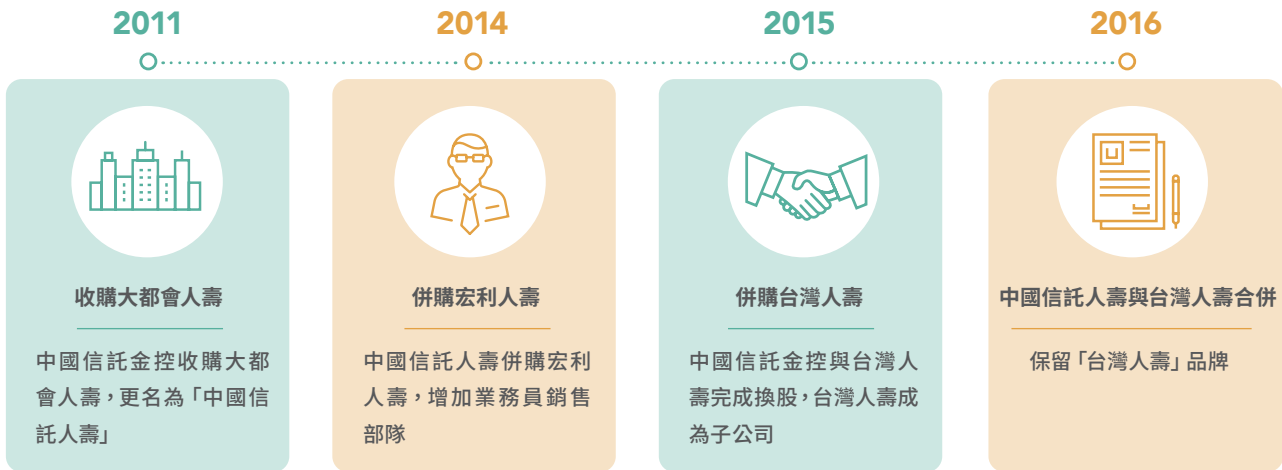 2011
2014
2015
2016
收購大都會人壽
中國信託金控收購大都
會人壽，更名為「中國信
託人壽」
併購宏利人壽
中國信託人壽併購宏利
人壽，增加業務員銷售
部隊
併購台灣人壽
中國信託金控與台灣人
壽完成換股，台灣人壽成
為子公司
中國信託人壽與台灣人壽合併
保留「台灣人壽」品牌